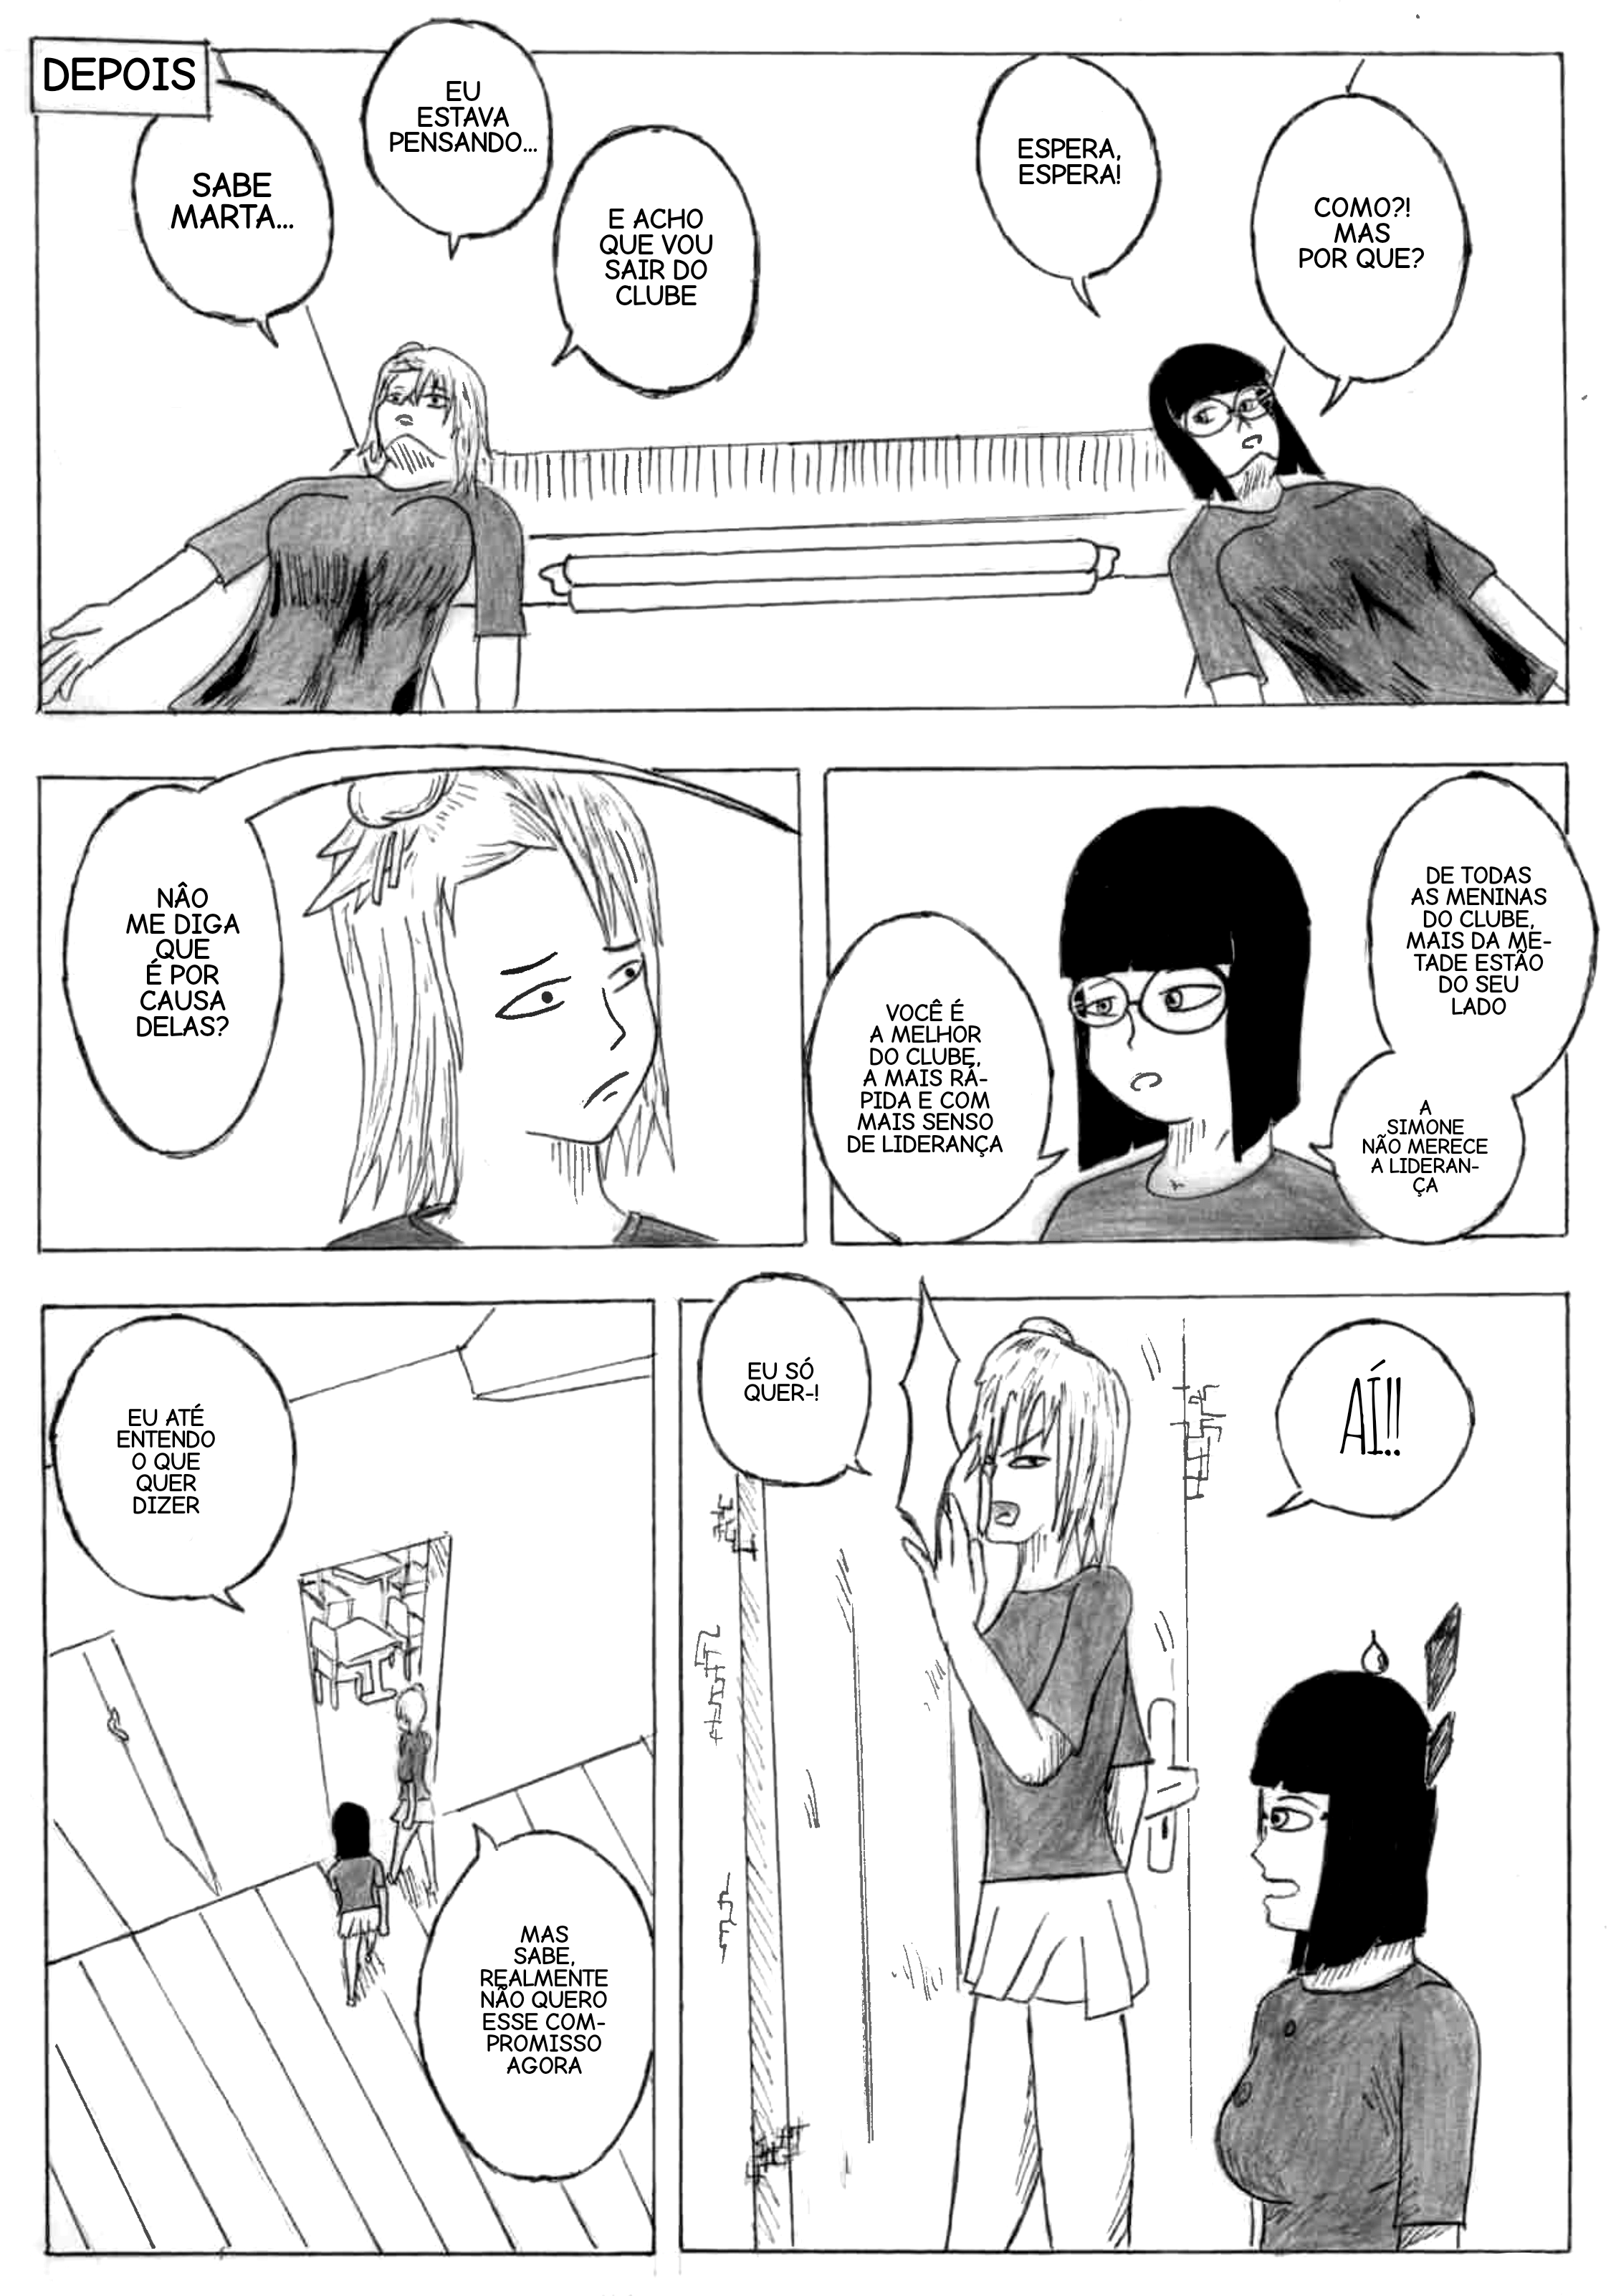 DEPOIS
SABE
MARTA...
EU
ESTAVA
PENSANDO...
E ACHO
QUE VOU
SAIR DO
CLUBE
ESPERA,
ESPERA!
COMO?!
MAS
POR QUE?
NÂO
ME DIGA
QUE
É POR
CAUSA
DELAS?
DE TODAS
AS MENINAS
DO CLUBE,
MAIS DA ME-
TADE ESTÃO
DO SEU
LADO
A
SIMONE
NÃO MERECE
A LIDERAN-
ÇA
VOCÊ É
A MELHOR
DO CLUBE,
A MAIS RÁ-
PIDA E COM
MAIS SENSO
DE LIDERANÇA
EU ATÉ
ENTENDO
O QUE
QUER
DIZER
MAS
SABE,
REALMENTE
NÃO QUERO
ESSE COM-
PROMISSO
AGORA
EU SÓ
QUER-!
AÍ!!